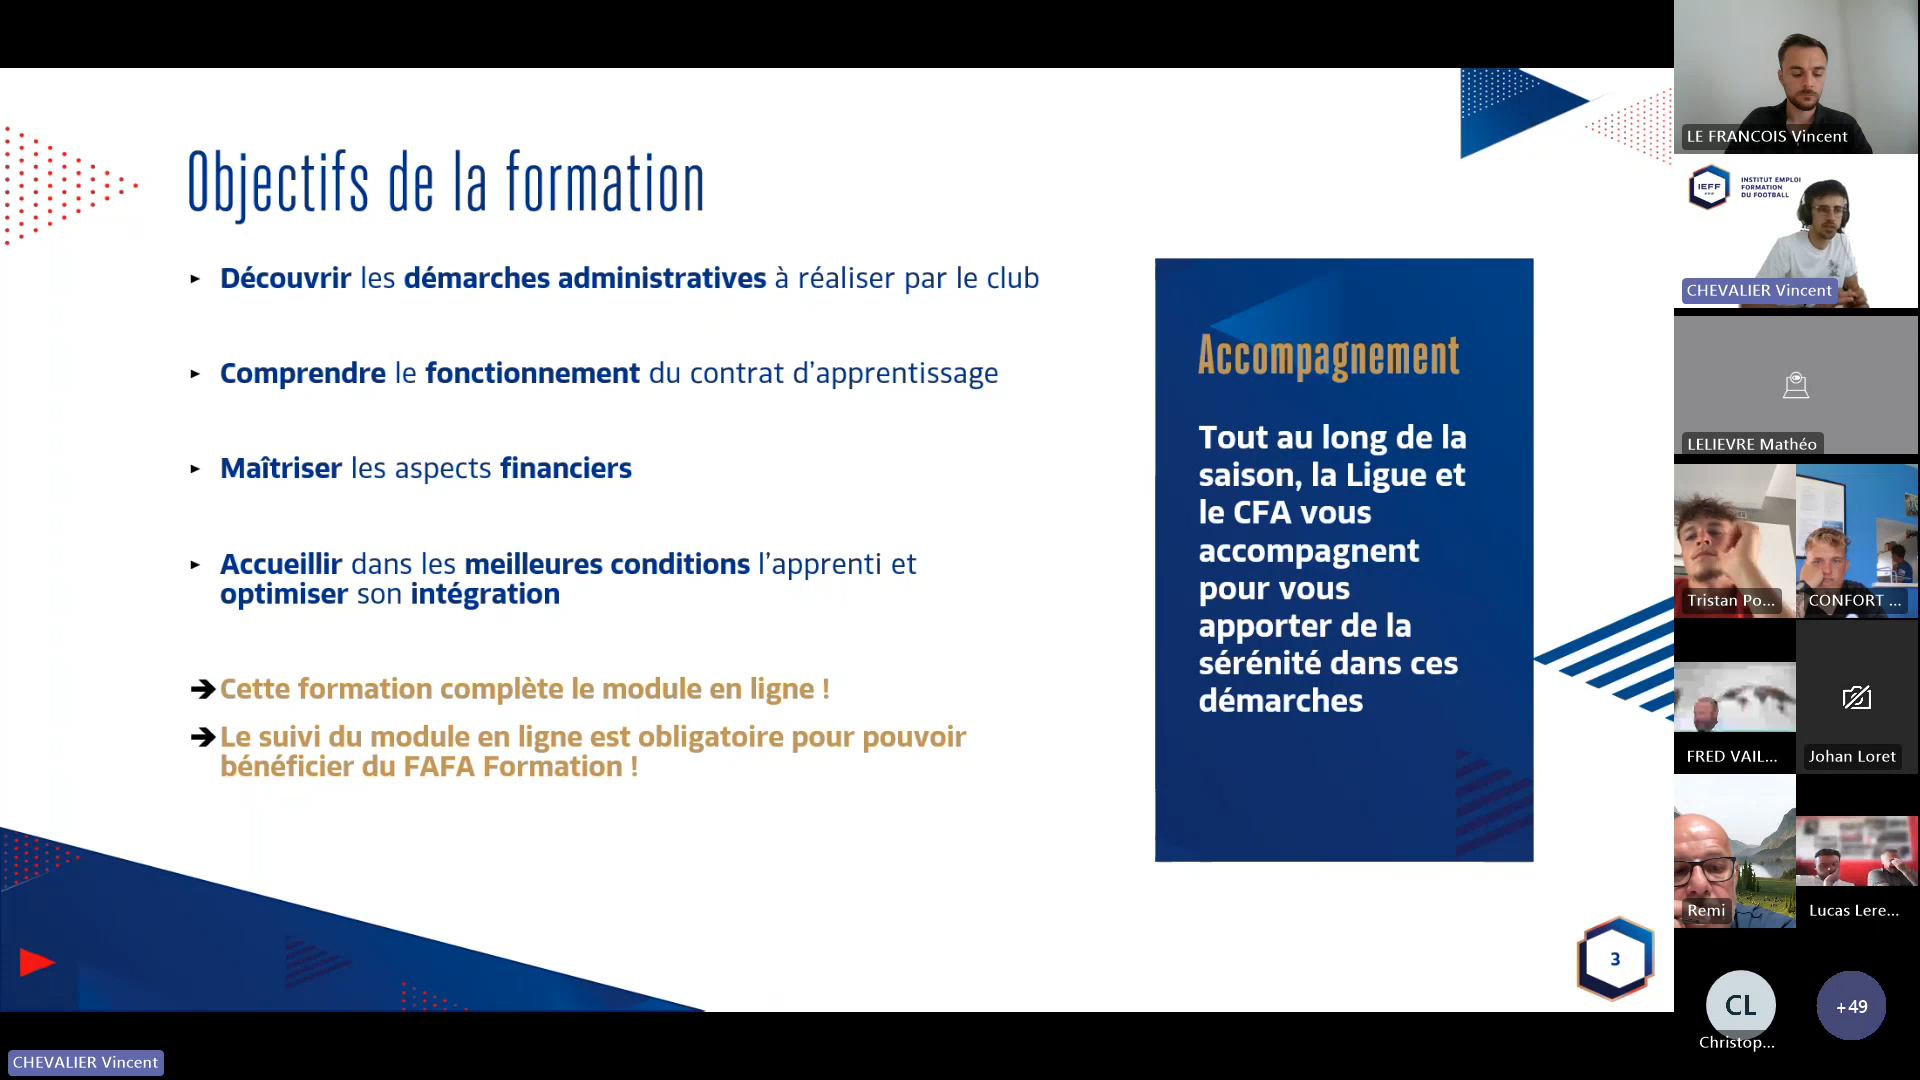 Objectifs de la formation
Découvrir les démarches administratives à réaliser par le club
Comprendre le fonctionnement du contrat d’apprentissage
Maîtriser les aspects financiers
Accueillir dans les meilleures conditions l’apprenti et
optimiser son intégration
Cette formation complète le module en ligne !
Le suivi du module en ligne est obligatoire pour pouvoir
bénéficier du FAFA Formation !
Accompagnement
Tout au long de la
saison, la Ligue et
le CFA vous
accompagnent
pour vous
apporter de la
sérénité dans ces
démarches
3
CHEVALIER Vincent
LE FRANCOIS Vincent
IEFF
INSTITUT EMPLOI
FORMATION
DU FOOTBALL
CHEVALIER Vincent
LELIEVRE Mathéo
Tristan Po...
CONFORT ...
FRED VAIL...
Johan Loret
Remi
Lucas Lere...
CL
Christop...
+49